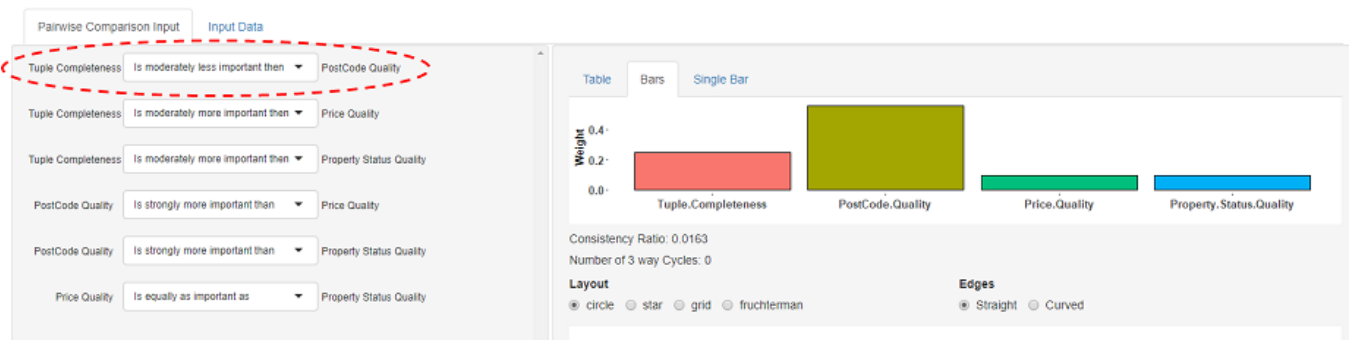 Pairwise Comparison Input
Input Data
Tuple Completeness Is moderately less important then PostCode Quality
Tuple Completeness Is moderately more important then Price Quality
Tuple Completeness Is moderately more important then Property Status Quality
PostCode Quality Is strongly more important than Price Quality
PostCode Quality Is strongly more important than Property Status Quality
Price Quality Is equally as important as Property Status Quality
Table Bars Single Bar
Weight
0.4
0.2
0.0
Tuple.Completeness PostCode.Quality Price.Quality Property.Status.Quality
Consistency Ratio: 0.0163
Number of 3 way Cycles: 0
Layout Edges
circle star grid fruchterman Straight Curved